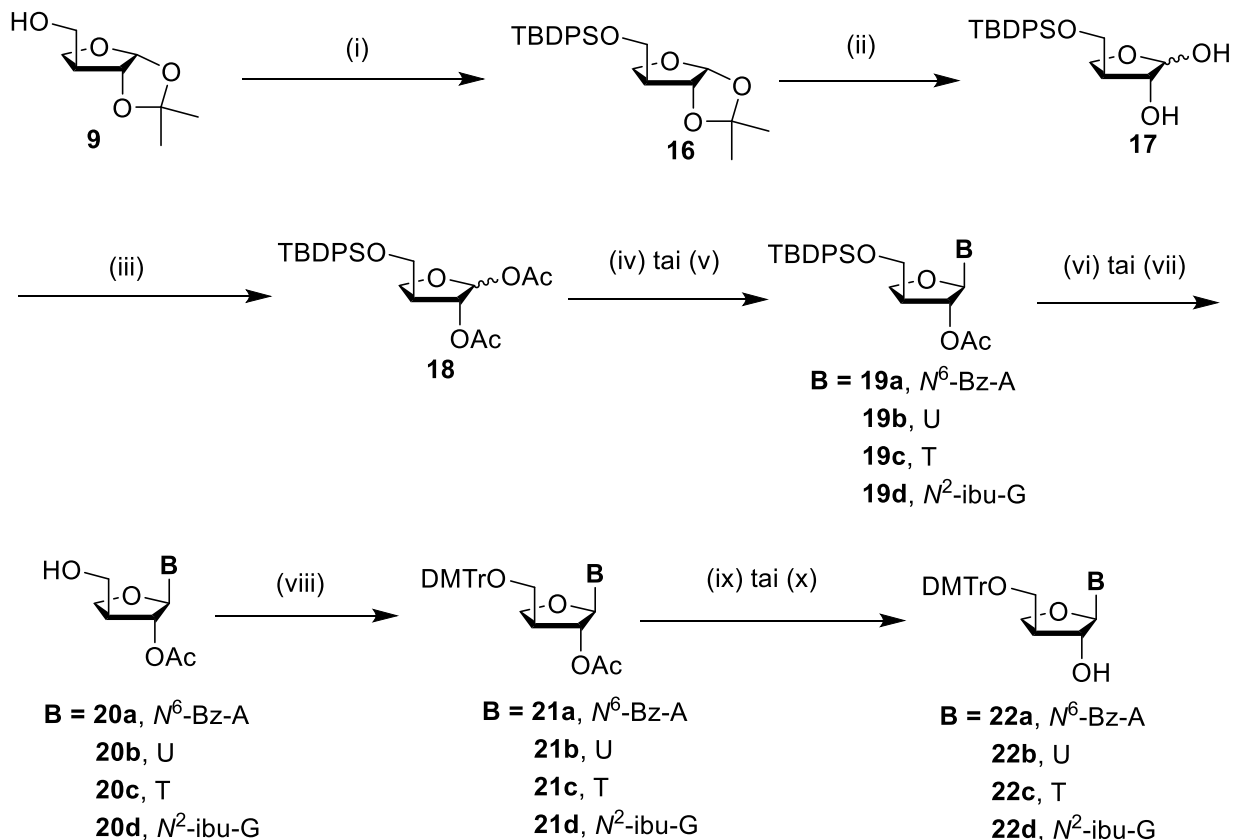 HO
O
O
O
9
(i)
TBDPSO
O
O
O
16
(ii)
TBDPSO
O
OH
OH
17
(iii)
TBDPSO
O
OAc
OAc
18
(iv) tai (v)
TBDPSO
B
O
OAc
B = 19a, N6-Bz-A
19b, U
19c, T
19d, N2-ibu-G
(vi) tai (vii)
HO
B
O
OAc
B = 20a, N6-Bz-A
20b, U
20c, T
20d, N2-ibu-G
(viii)
DMTrO
B
O
OAc
B = 21a, N6-Bz-A
21b, U
21c, T
21d, N2-ibu-G
(ix) tai (x)
DMTrO
B
O
OH
B = 22a, N6-Bz-A
22b, U
22c, T
22d, N2-ibu-G